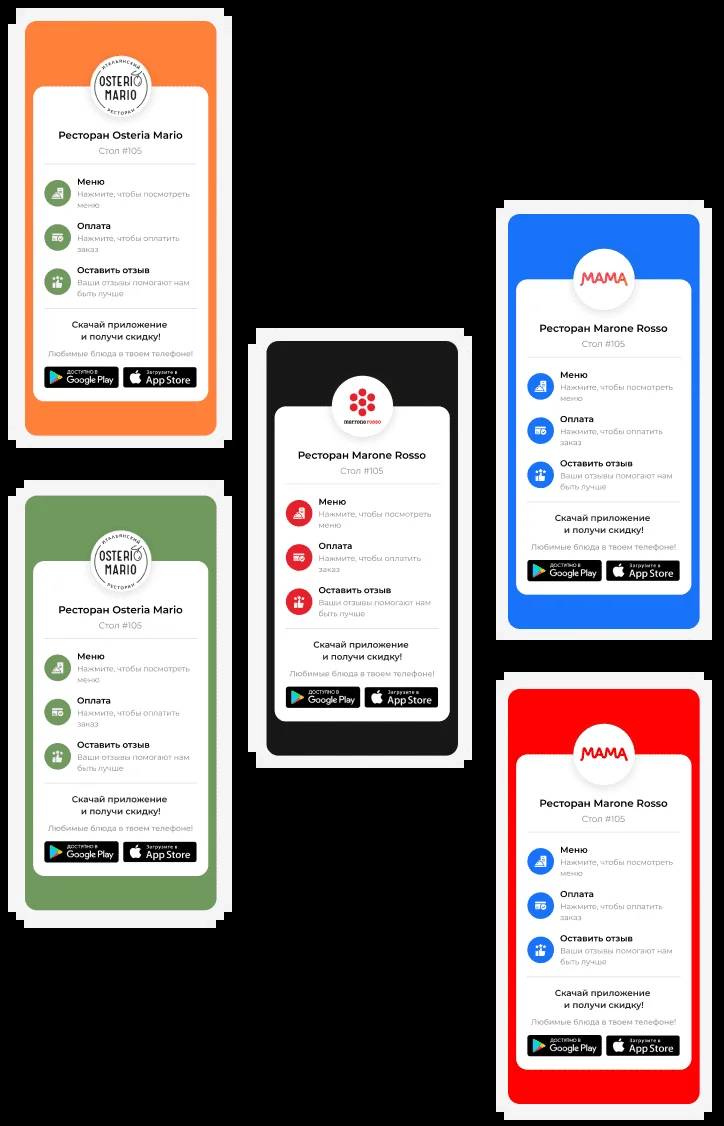 ИТАЛЬЯНСКИЙ
OSTERIO
MARIO
РЕСТОРАН
Ресторан Osteria Mario
Стол #105
Меню
Нажмите, чтобы посмотреть
меню
Оплата
Нажмите, чтобы оплатить
заказ
Оставить отзыв
Ваши отзывы помогают нам
быть лучше
Скачай приложение
и получи скидку!
Любимые блюда в твоем телефоне!
ДОСТУПНО В
Google Play
Загрузите в
App Store
ИТАЛЬЯНСКИЙ
OSTERIO
MARIO
РЕСТОРАН
Ресторан Osteria Mario
Стол #105
Меню
Нажмите, чтобы посмотреть
меню
Оплата
Нажмите, чтобы оплатить
заказ
Оставить отзыв
Ваши отзывы помогают нам
быть лучше
Скачай приложение
и получи скидку!
Любимые блюда в твоем телефоне!
ДОСТУПНО В
Google Play
Загрузите в
App Store
marrone rosso
Ресторан Marone Rosso
Стол #105
Меню
Нажмите, чтобы посмотреть
меню
Оплата
Нажмите, чтобы оплатить
заказ
Оставить отзыв
Ваши отзывы помогают нам
быть лучше
Скачай приложение
и получи скидку!
Любимые блюда в твоем телефоне!
ДОСТУПНО В
Google Play
Загрузите в
App Store
МАМА
Ресторан Marone Rosso
Стол #105
Меню
Нажмите, чтобы посмотреть
меню
Оплата
Нажмите, чтобы оплатить
заказ
Оставить отзыв
Ваши отзывы помогают нам
быть лучше
Скачай приложение
и получи скидку!
Любимые блюда в твоем телефоне!
ДОСТУПНО В
Google Play
Загрузите в
App Store
МАМА
Ресторан Marone Rosso
Стол #105
Меню
Нажмите, чтобы посмотреть
меню
Оплата
Нажмите, чтобы оплатить
заказ
Оставить отзыв
Ваши отзывы помогают нам
быть лучше
Скачай приложение
и получи скидку!
Любимые блюда в твоем телефоне!
ДОСТУПНО В
Google Play
Загрузите в
App Store